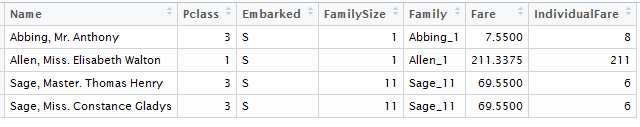 Name Pclass Embarked FamilySize Family Fare IndividualFare
Abbing, Mr. Anthony 3 S 1 Abbing_1 7.5500 8
Allen, Miss. Elisabeth Walton 1 S 1 Allen_1 211.3375 211
Sage, Master. Thomas Henry 3 S 11 Sage_11 69.5500 6
Sage, Miss. Constance Gladys 3 S 11 Sage_11 69.5500 6